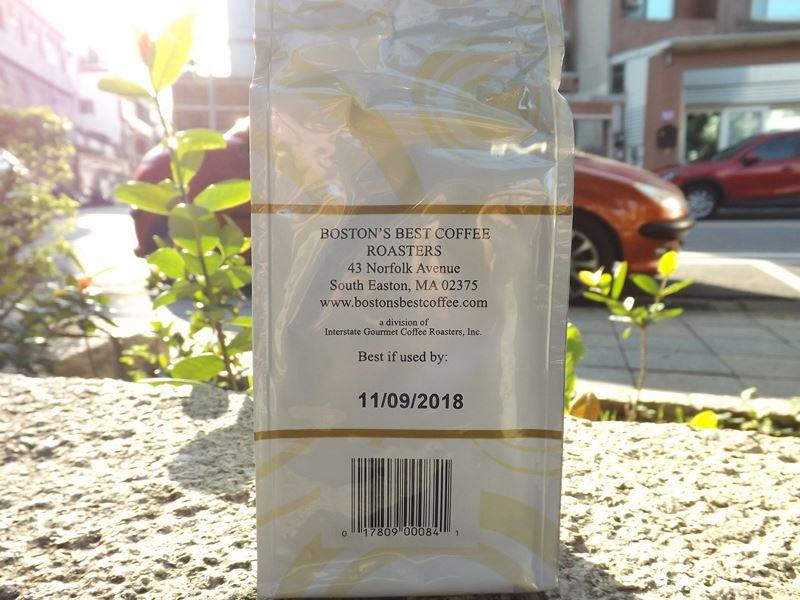 BOSTON'S BEST COFFEE
ROASTERS
43 Norfolk Avenue
South Easton, MA 02375
www.bostonsbestcoffee.com
a division of
Interstate Gourmet Coffee Roasters, Inc.
Best if used by:
11/09/2018
0 17809 00084 1